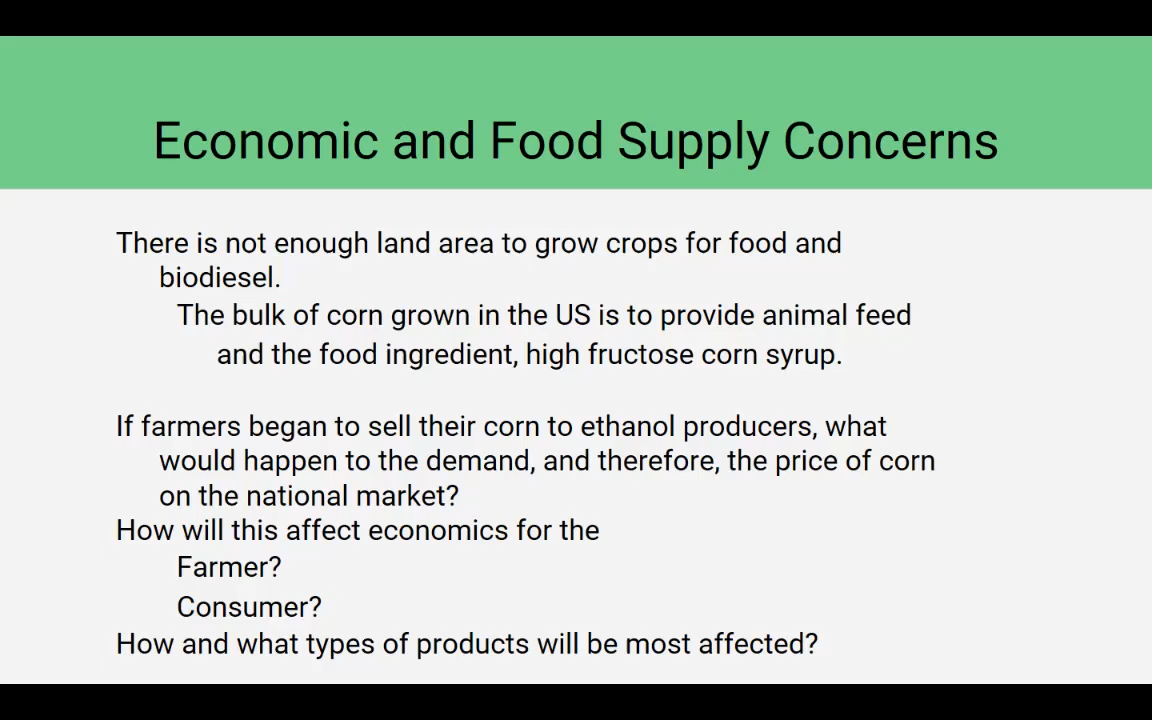 Economic and Food Supply Concerns
There is not enough land area to grow crops for food and
biodiesel.
The bulk of corn grown in the US is to provide animal feed
and the food ingredient, high fructose corn syrup.
If farmers began to sell their corn to ethanol producers, what
would happen to the demand, and therefore, the price of corn
on the national market?
How will this affect economics for the
Farmer?
Consumer?
How and what types of products will be most affected?